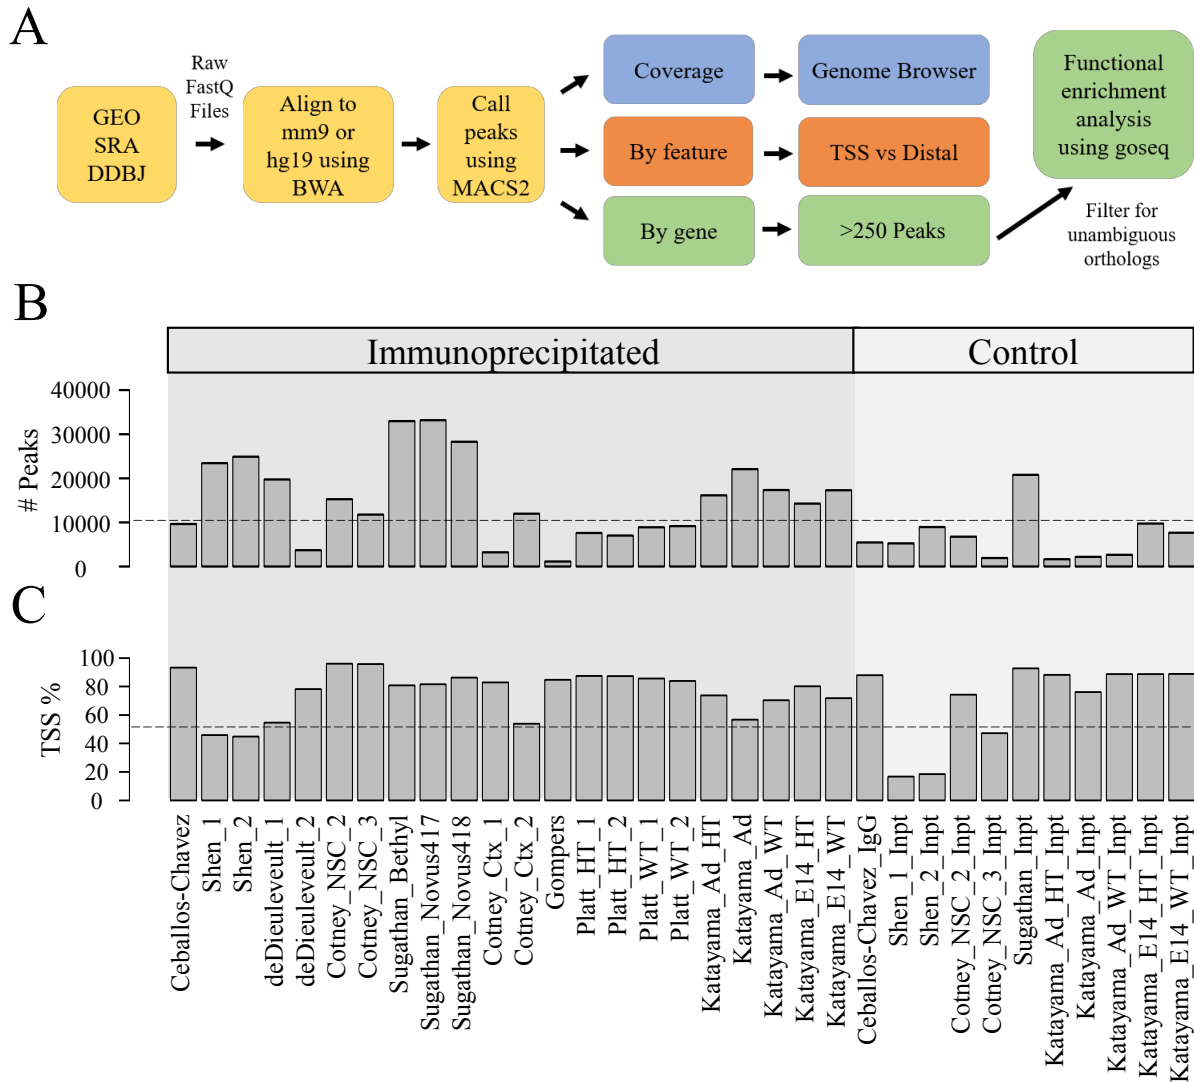 A
GEO
SRA
DDBJ
Raw
FastQ
Files
Align to
mm9 or
hg19 using
BWA
Call
peaks
using
MACS2
Coverage
Genome Browser
By feature
TSS vs Distal
By gene
>250 Peaks
Functional
enrichment
analysis
using goseq
Filter for
unambiguous
orthologs
B
Immunoprecipitated
Control
# Peaks
40000
30000
20000
10000
0
C
TSS %
100
80
60
40
20
0
Ceballos-Chavez
Shen_1
Shen_2
deDieuleveult_1
deDieuleveult_2
Cotney_NSC_2
Cotney_NSC_3
Sugathan_Bethyl
Sugathan_Novus417
Sugathan_Novus418
Cotney_Ctx_1
Cotney_Ctx_2
Gompers
Platt_HT_1
Platt_HT_2
Platt_WT_1
Platt_WT_2
Katayama_Ad_HT
Katayama_Ad
Katayama_Ad_WT
Katayama_E14_HT
Katayama_E14_WT
Ceballos-Chavez_IgG
Shen_1_Inpt
Shen_2_Inpt
Cotney_NSC_2_Inpt
Cotney_NSC_3_Inpt
Sugathan_Inpt
Katayama_Ad_HT_Inpt
Katayama_Ad_Inpt
Katayama_Ad_WT_Inpt
Katayama_E14_HT_Inpt
Katayama_E14_WT_Inpt